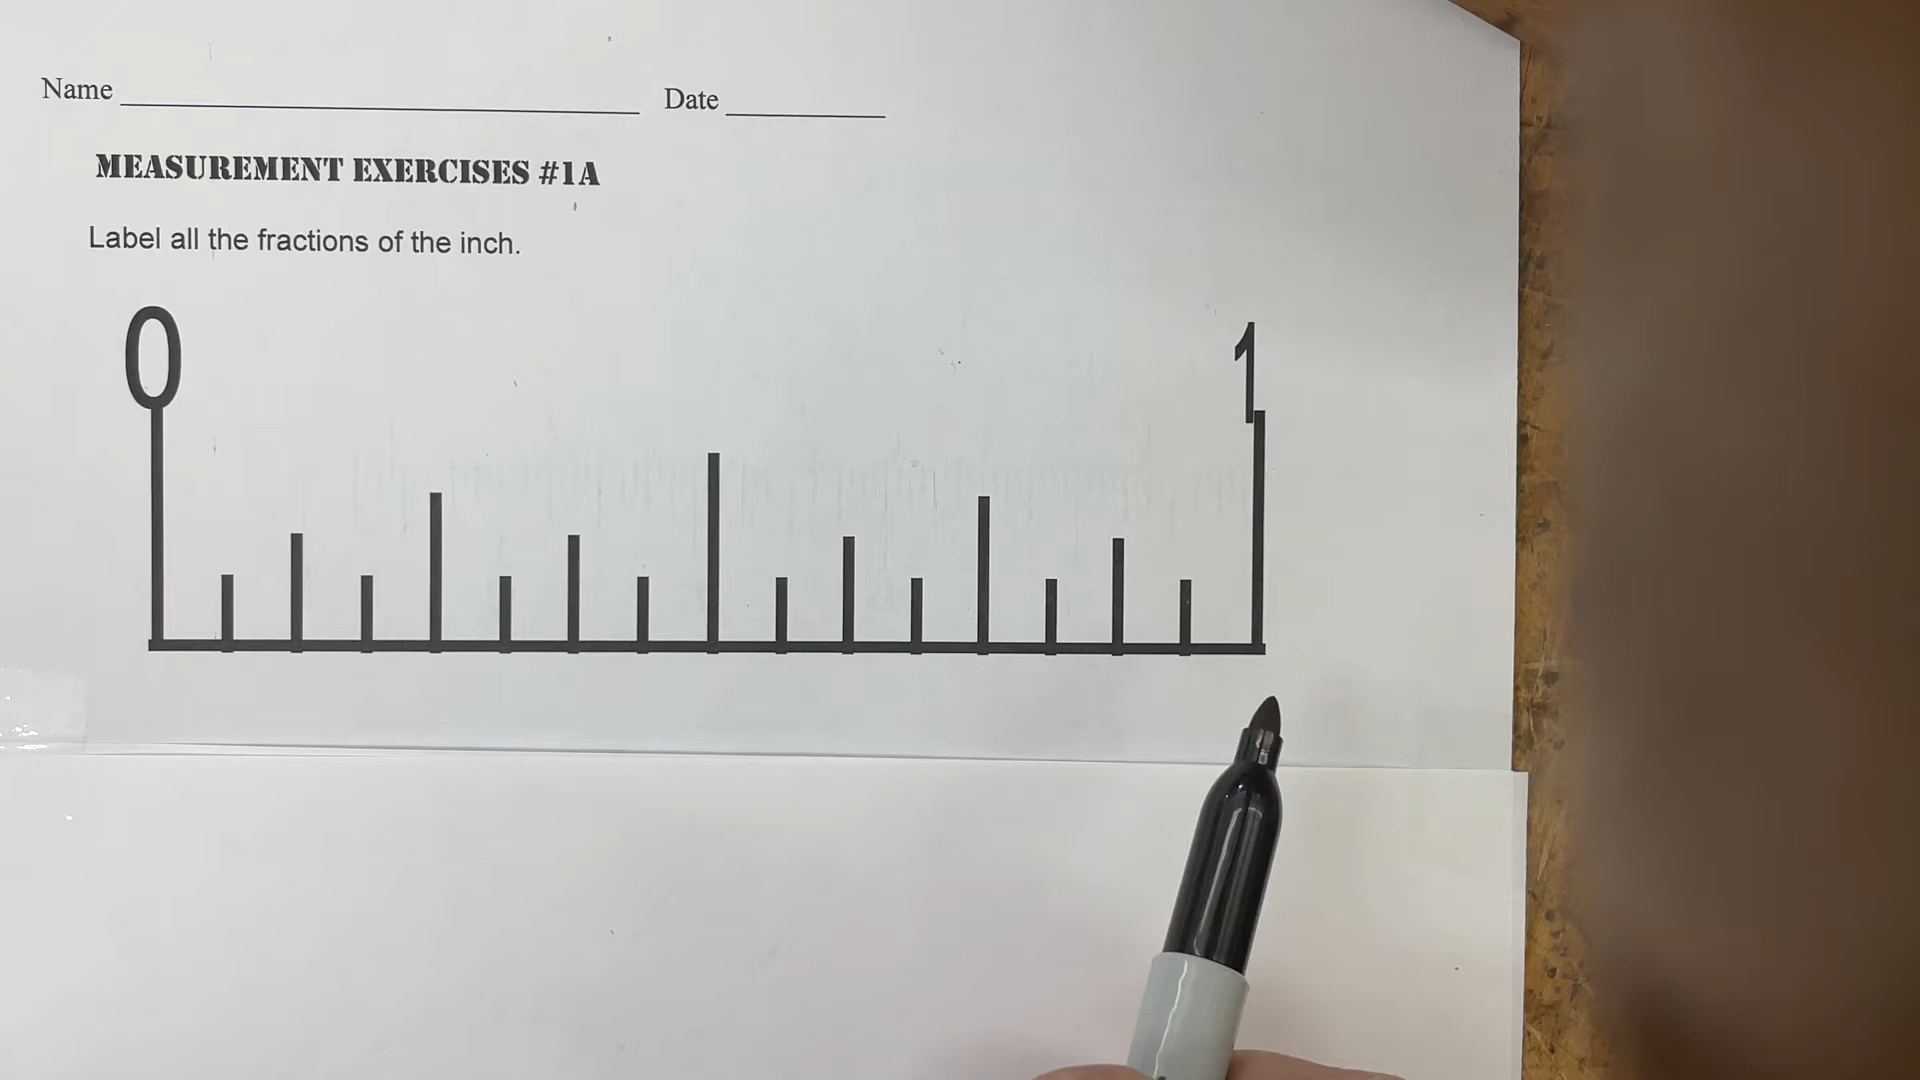 Name Date
MEASUREMENT EXERCISES #1A
Label all the fractions of the inch.
0 1